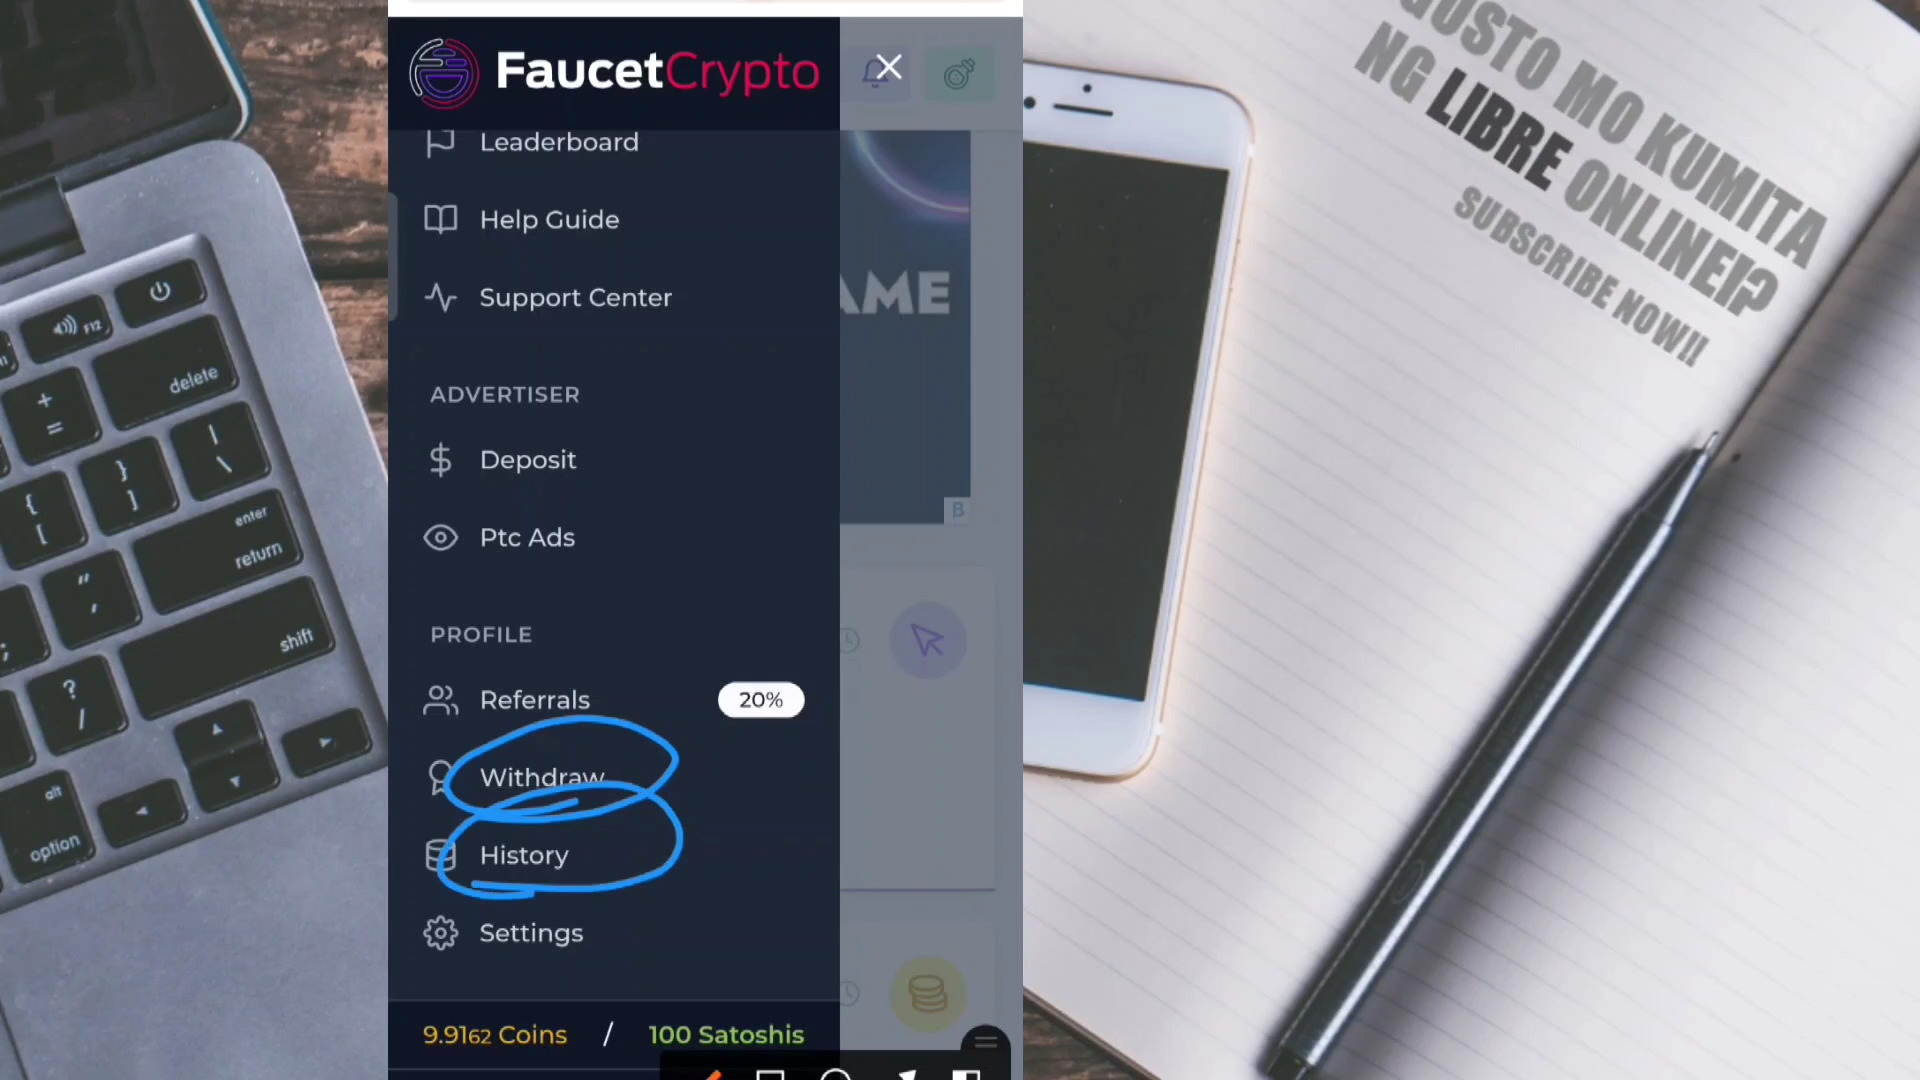 FaucetCrypto
Leaderboard
Help Guide
Support Center
ADVERTISER
Deposit
Ptc Ads
PROFILE
Referrals
20%
Withdraw
History
Settings
9.9162 Coins / 100 Satoshis
AME
B
GUSTO MO KUMITA
NG LIBRE ONLINE!?
SUBSCRIBE NOW!!
F12
delete
+
=
|
\
}
]
{
[
enter
return
"
'
;
shift
?
/
alt
option